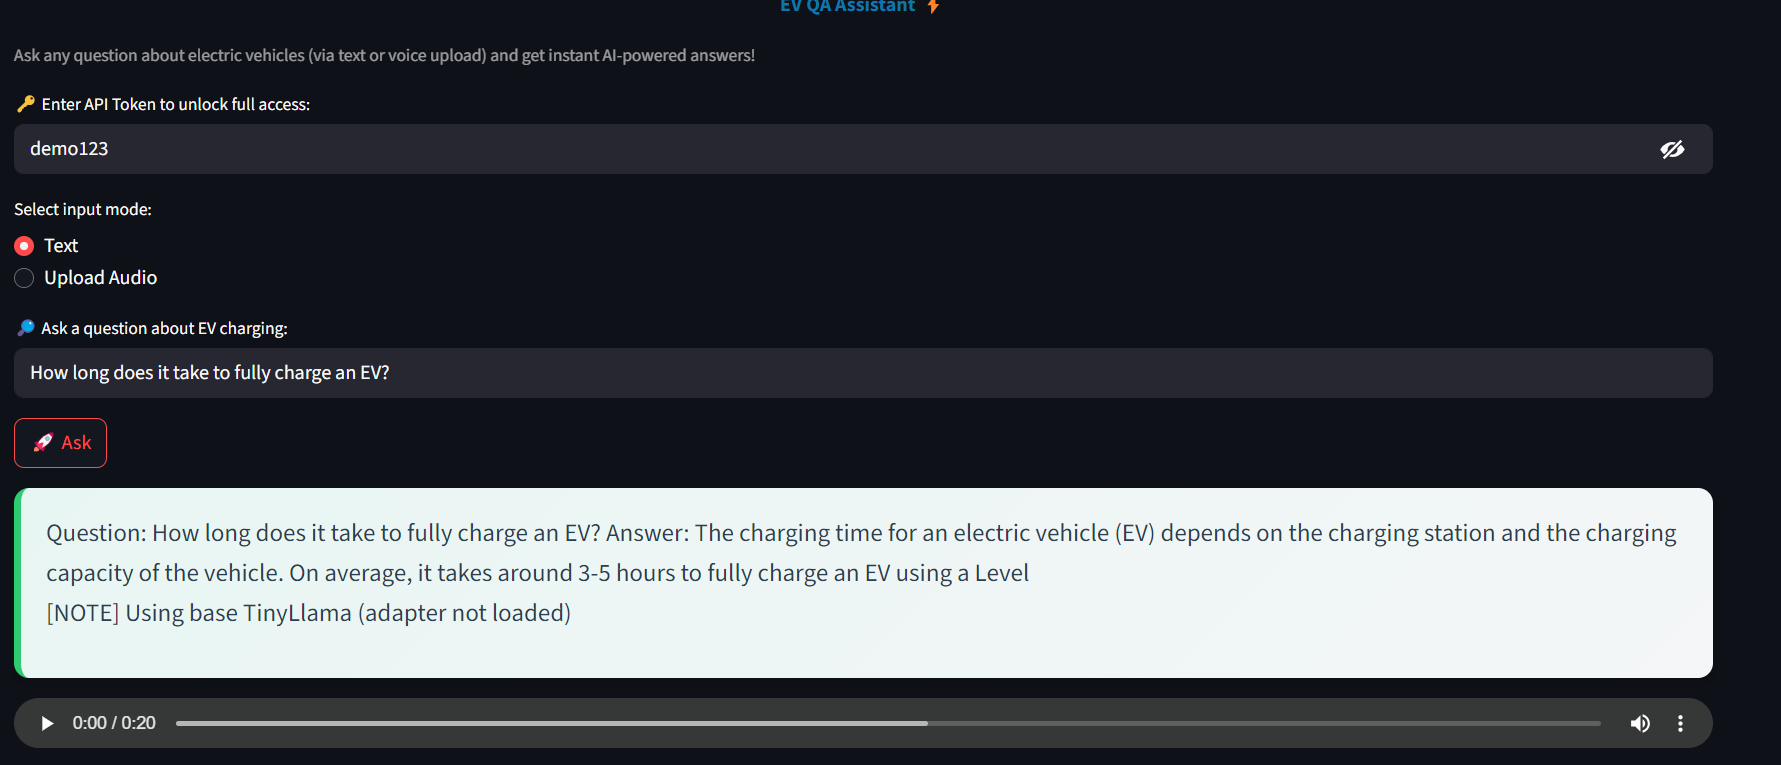 EV QA Assistant
Ask any question about electric vehicles (via text or voice upload) and get instant AI-powered answers!
Enter API Token to unlock full access:
demo123
Select input mode:
Text
Upload Audio
Ask a question about EV charging:
How long does it take to fully charge an EV?
Ask
Question: How long does it take to fully charge an EV? Answer: The charging time for an electric vehicle (EV) depends on the charging station and the charging
capacity of the vehicle. On average, it takes around 3-5 hours to fully charge an EV using a Level
[NOTE] Using base TinyLlama (adapter not loaded)
0:00 / 0:20